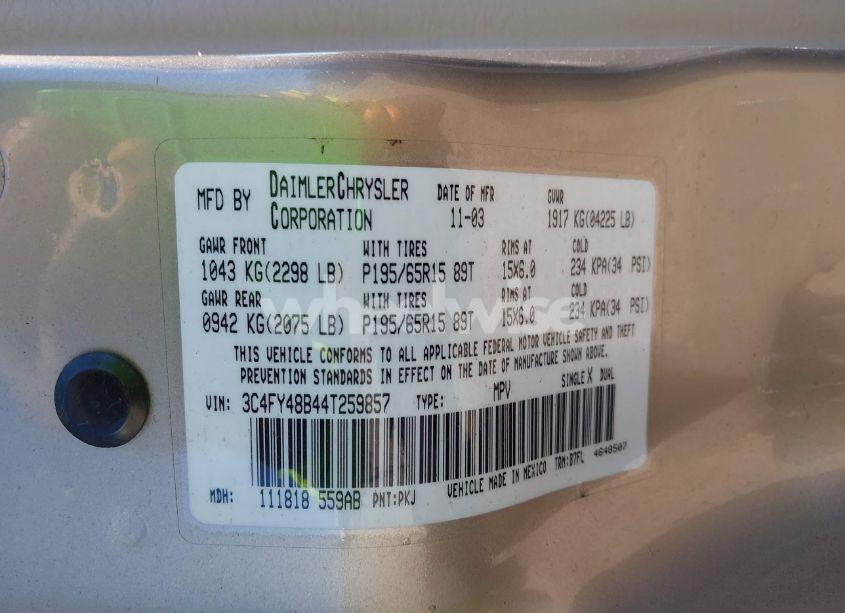 MFD BY DAIMLERCHRYSLER CORPORATION DATE OF MFR 11-03 GVWR 1917 KG(04225 LB)
GAWR FRONT WITH TIRES RIMS AT COLD
1043 KG(2298 LB) P195/65R15 89T 15X6.0 234 KPA(34 PSI)
GAWR REAR WITH TIRES RIMS AT COLD
0942 KG(2075 LB) P195/65R15 89T 15X6.0 234 KPA(34 PSI)
THIS VEHICLE CONFORMS TO ALL APPLICABLE FEDERAL MOTOR VEHICLE SAFETY AND THEFT
PREVENTION STANDARDS IN EFFECT ON THE DATE OF MANUFACTURE SHOWN ABOVE.
VIN: 3C4FY48B44T259857 TYPE: MPV SINGLE X DUAL
MDH: 111818 559AB PNT:PKJ VEHICLE MADE IN MEXICO TRM:B7FL 4648507